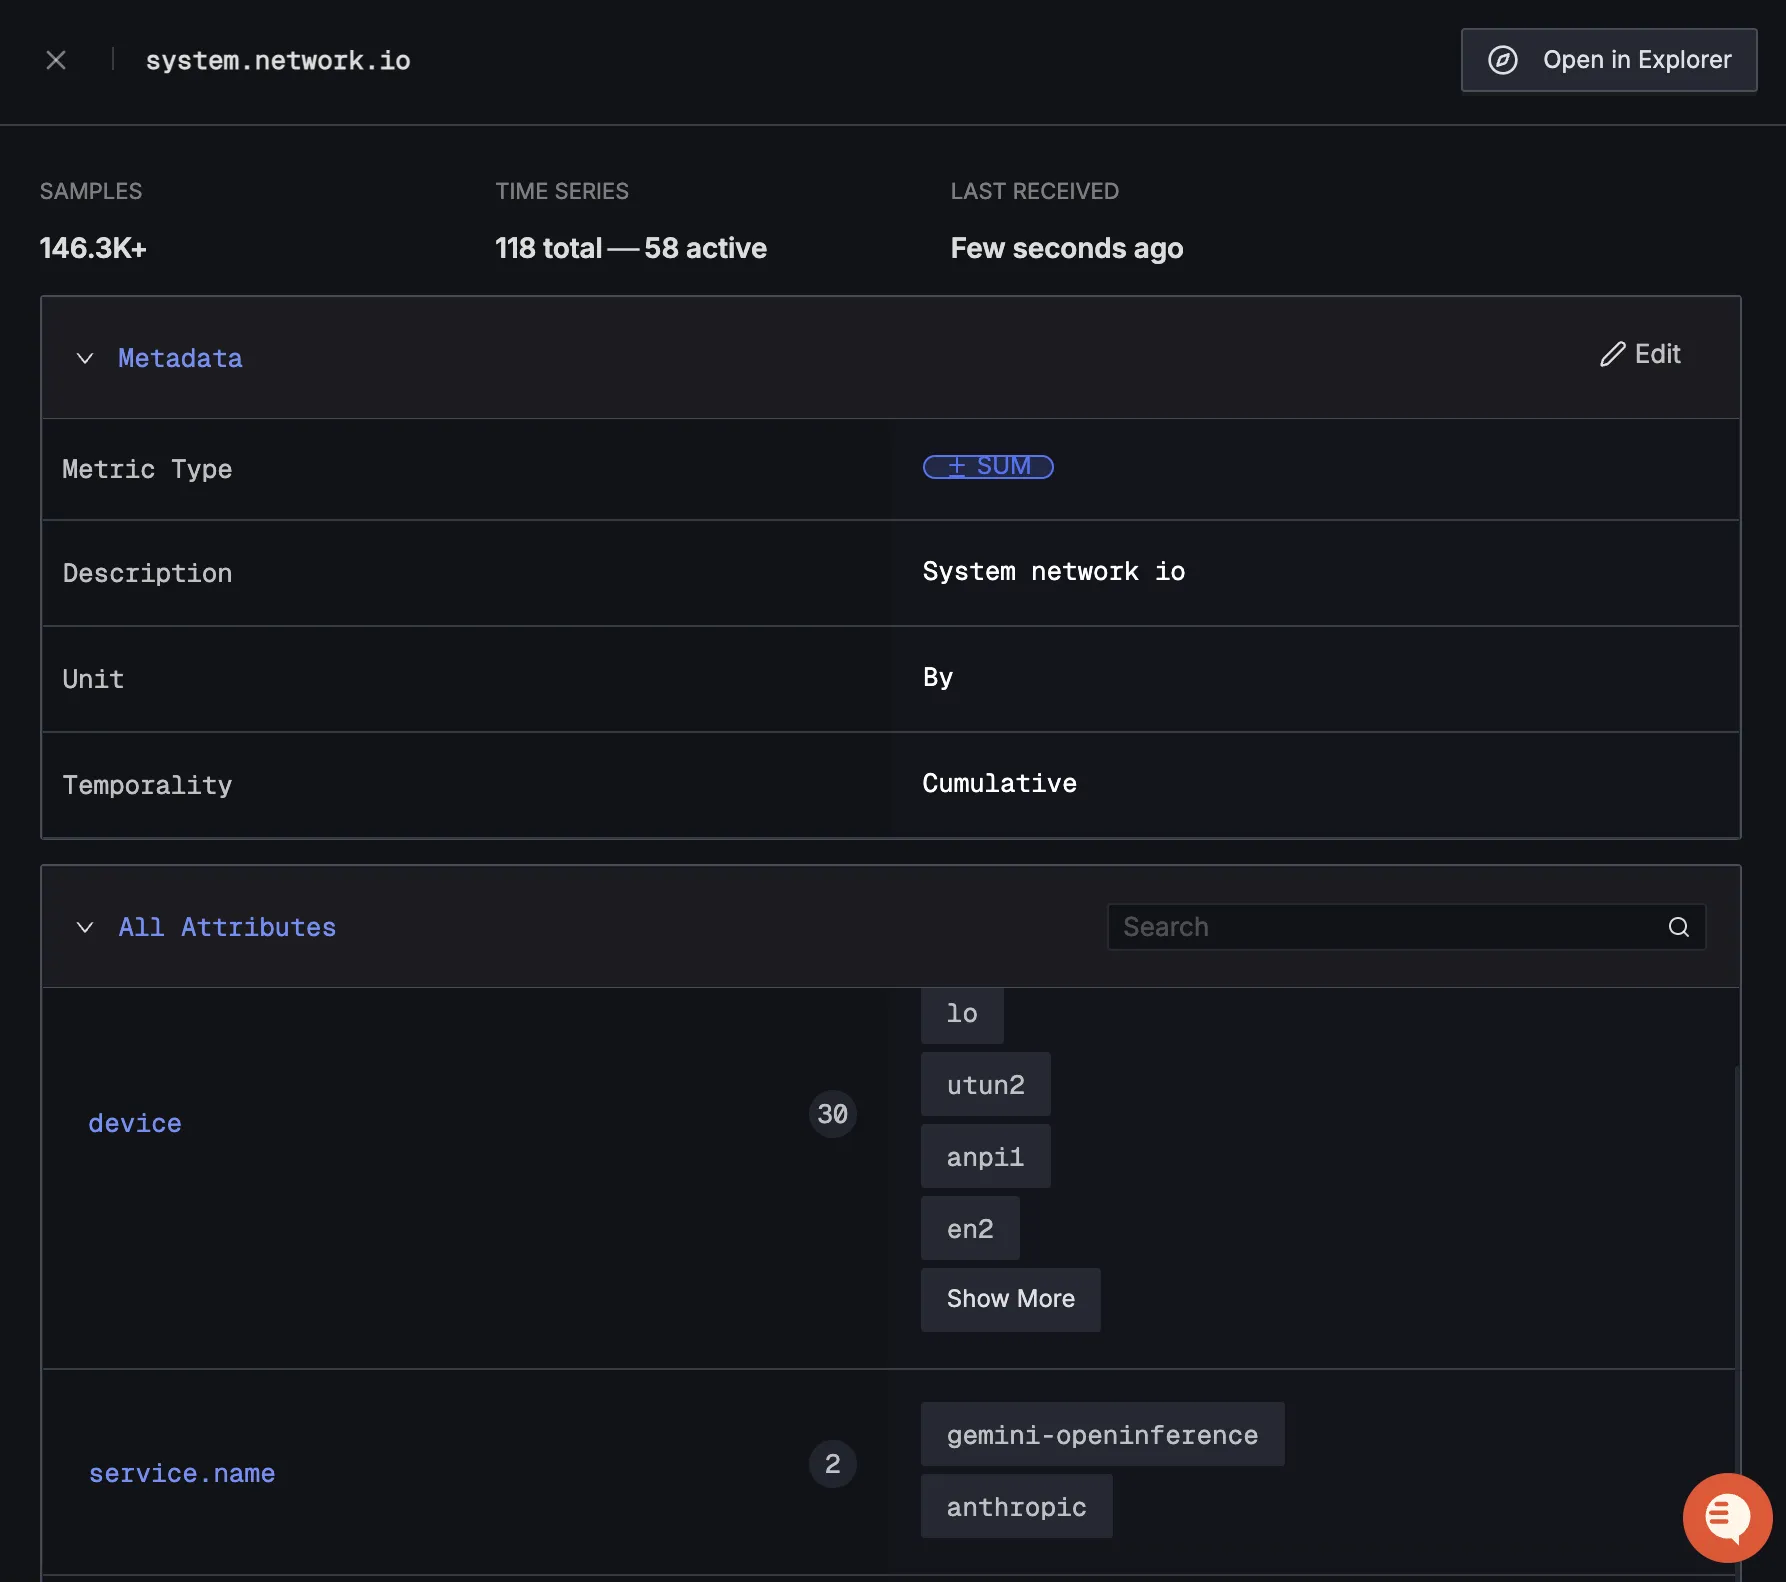 system.network.io
Open in Explorer
SAMPLES
TIME SERIES
LAST RECEIVED
146.3K+
118 total — 58 active
Few seconds ago
Metadata
Edit
Metric Type
± SUM
Description
System network io
Unit
By
Temporality
Cumulative
All Attributes
Search
device
30
lo
utun2
anpi1
en2
Show More
service.name
2
gemini-openinference
anthropic